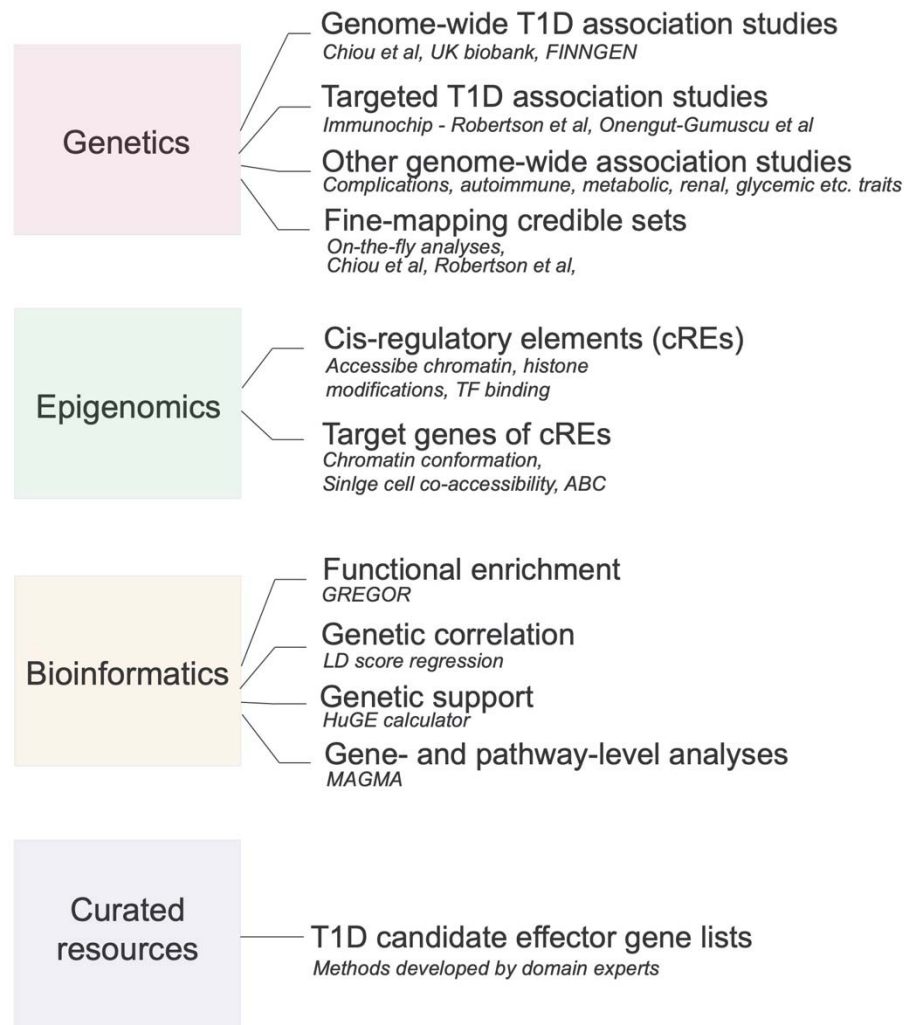 Genetics
Genome-wide T1D association studies
Chiou et al, UK biobank, FINNGEN
Targeted T1D association studies
Immunochip - Robertson et al, Onengut-Gumuscu et al
Other genome-wide association studies
Complications, autoimmune, metabolic, renal, glycemic etc. traits
Fine-mapping credible sets
On-the-fly analyses,
Chiou et al, Robertson et al,
Epigenomics
Cis-regulatory elements (cREs)
Accessibe chromatin, histone
modifications, TF binding
Target genes of cREs
Chromatin conformation,
Sinlge cell co-accessibility, ABC
Bioinformatics
Functional enrichment
GREGOR
Genetic correlation
LD score regression
Genetic support
HuGE calculator
Gene- and pathway-level analyses
MAGMA
Curated
resources
T1D candidate effector gene lists
Methods developed by domain experts